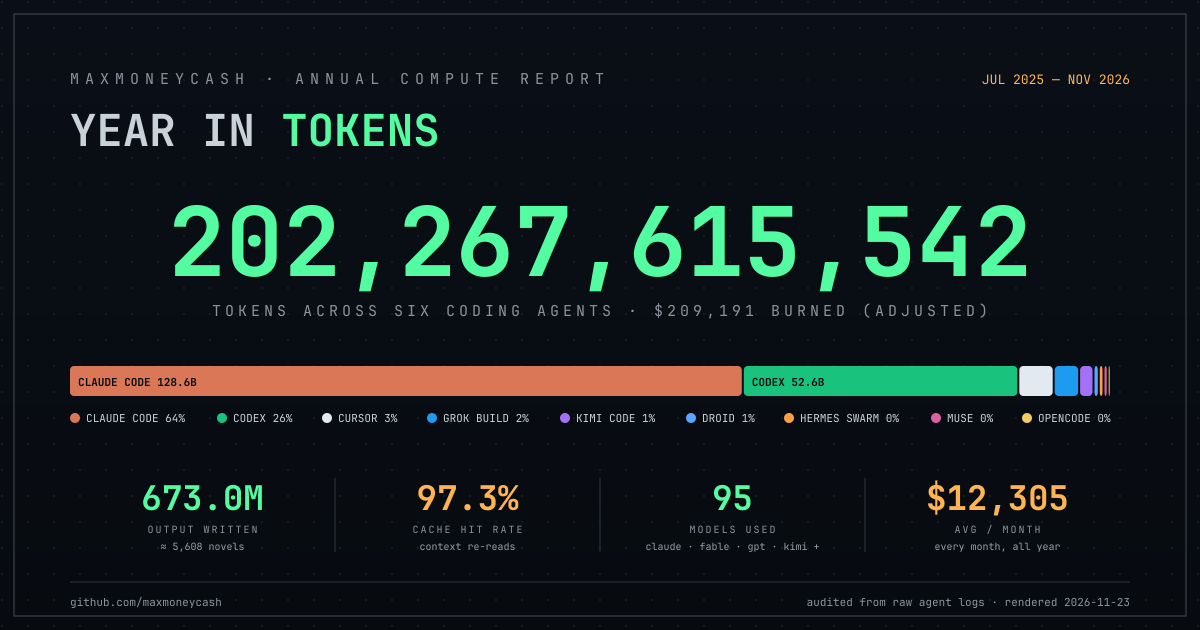 MAXMONEYCASH · ANNUAL COMPUTE REPORT
JUL 2025 — NOV 2026
YEAR IN TOKENS
202,267,615,542
TOKENS ACROSS SIX CODING AGENTS · $209,191 BURNED (ADJUSTED)
CLAUDE CODE 128.6B
CODEX 52.6B
CLAUDE CODE 64%
CODEX 26%
CURSOR 3%
GROK BUILD 2%
KIMI CODE 1%
DROID 1%
HERMES SWARM 0%
MUSE 0%
OPENCODE 0%
673.0M
OUTPUT WRITTEN
≈ 5,608 novels
97.3%
CACHE HIT RATE
context re-reads
95
MODELS USED
claude · fable · gpt · kimi +
$12,305
AVG / MONTH
every month, all year
github.com/maxmoneycash
audited from raw agent logs · rendered 2026-11-23